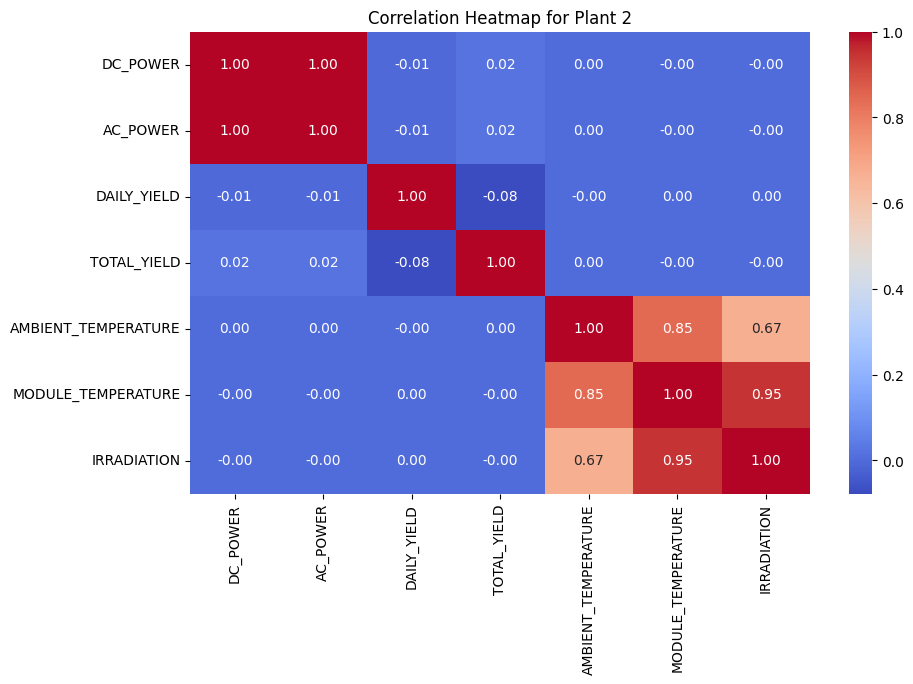 Correlation Heatmap for Plant 2
DC_POWER 1.00 1.00 -0.01 0.02 0.00 -0.00 -0.00
AC_POWER 1.00 1.00 -0.01 0.02 0.00 -0.00 -0.00
DAILY_YIELD -0.01 -0.01 1.00 -0.08 -0.00 0.00 0.00
TOTAL_YIELD 0.02 0.02 -0.08 1.00 0.00 -0.00 -0.00
AMBIENT_TEMPERATURE 0.00 0.00 -0.00 0.00 1.00 0.85 0.67
MODULE_TEMPERATURE -0.00 -0.00 0.00 -0.00 0.85 1.00 0.95
IRRADIATION -0.00 -0.00 0.00 -0.00 0.67 0.95 1.00
DC_POWER
AC_POWER
DAILY_YIELD
TOTAL_YIELD
AMBIENT_TEMPERATURE
MODULE_TEMPERATURE
IRRADIATION
1.0
0.8
0.6
0.4
0.2
0.0